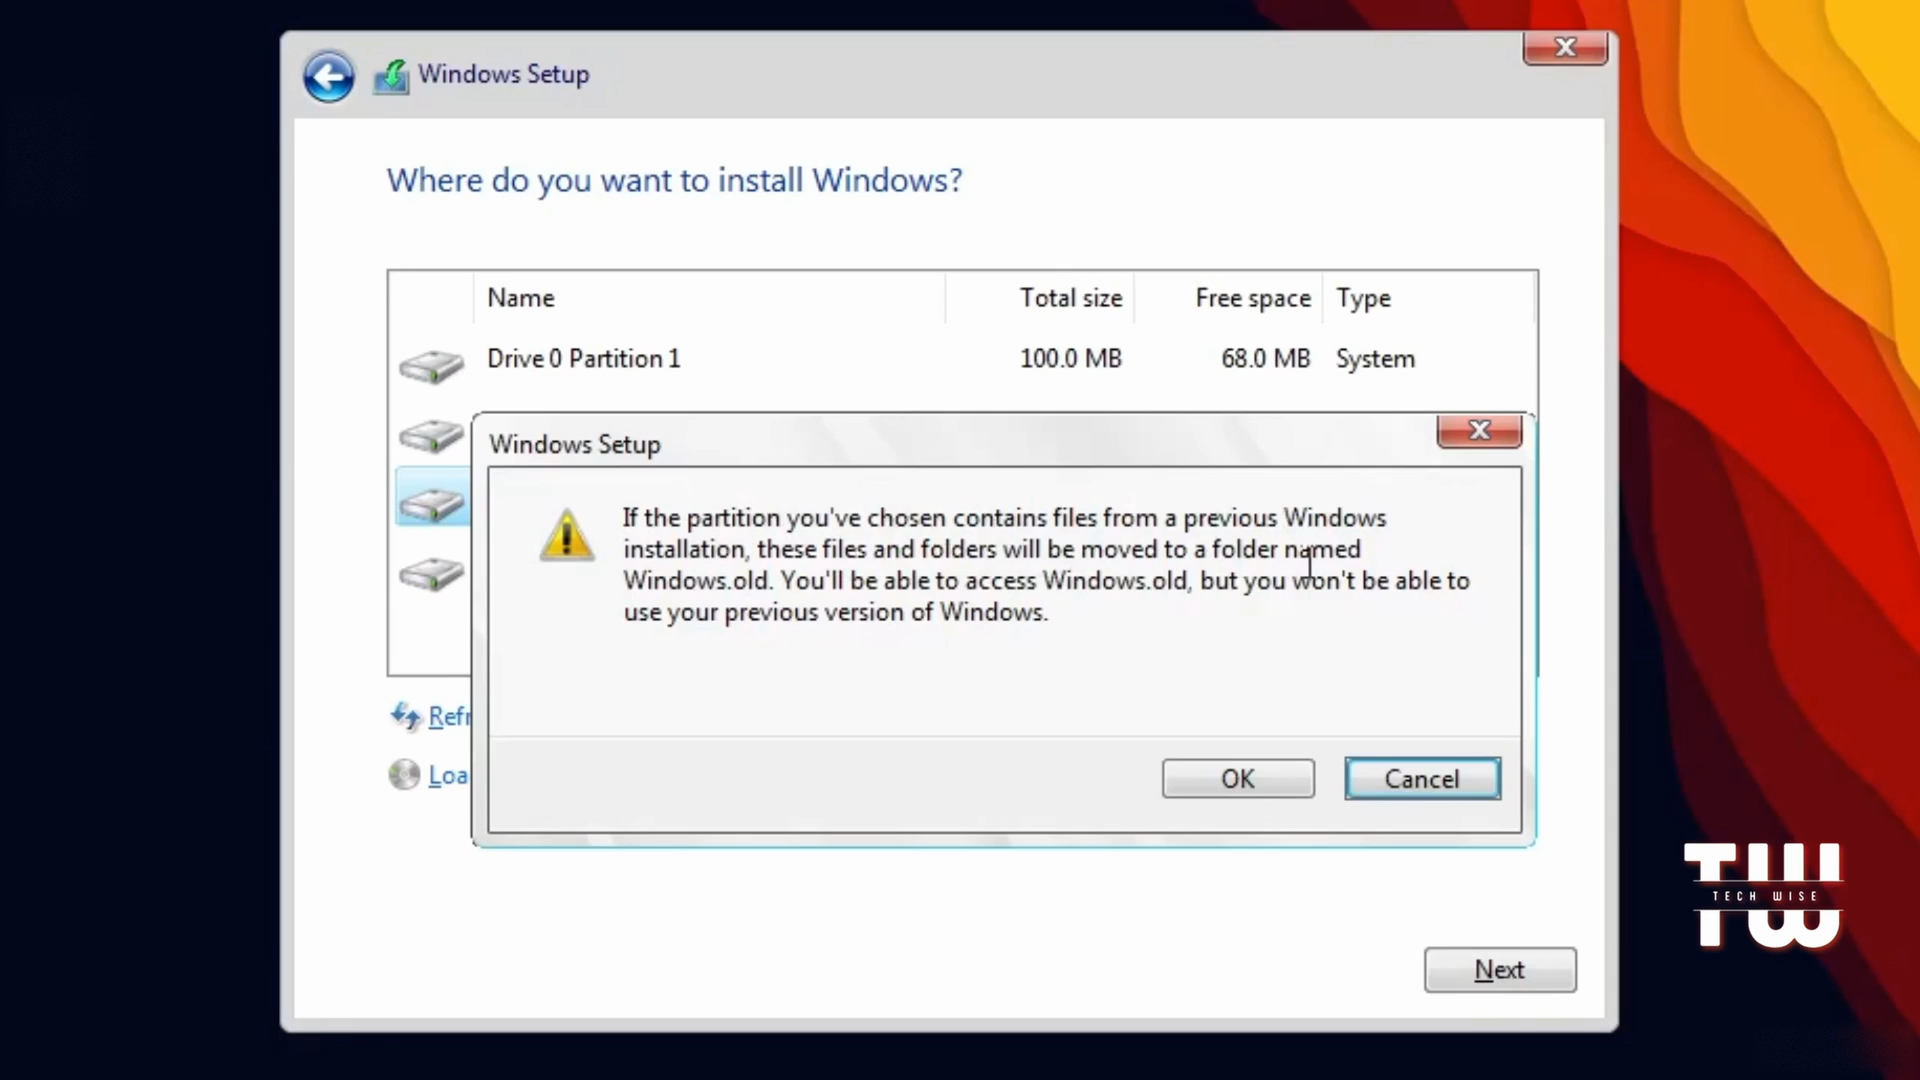 Windows Setup
Where do you want to install Windows?
Name Total size Free space Type
Drive 0 Partition 1 100.0 MB 68.0 MB System
Windows Setup
If the partition you've chosen contains files from a previous Windows
installation, these files and folders will be moved to a folder named
Windows.old. You'll be able to access Windows.old, but you won't be able to
use your previous version of Windows.
Refr
Loa
OK Cancel
Next
TW
TECH WISE
TW